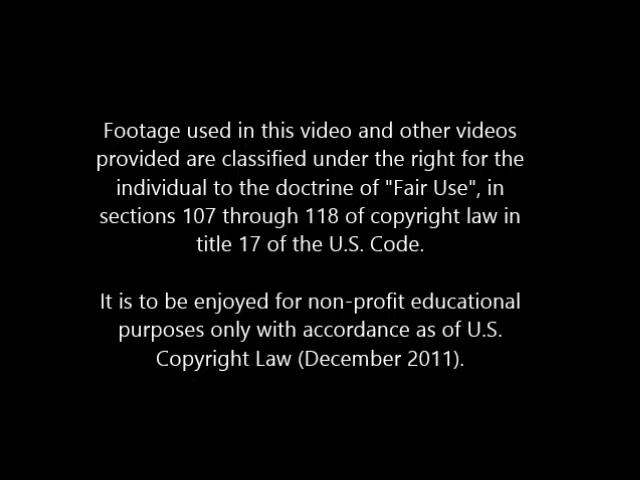 Footage used in this video and other videos
provided are classified under the right for the
individual to the doctrine of "Fair Use", in
sections 107 through 118 of copyright law in
title 17 of the U.S. Code.
It is to be enjoyed for non-profit educational
purposes only with accordance as of U.S.
Copyright Law (December 2011).